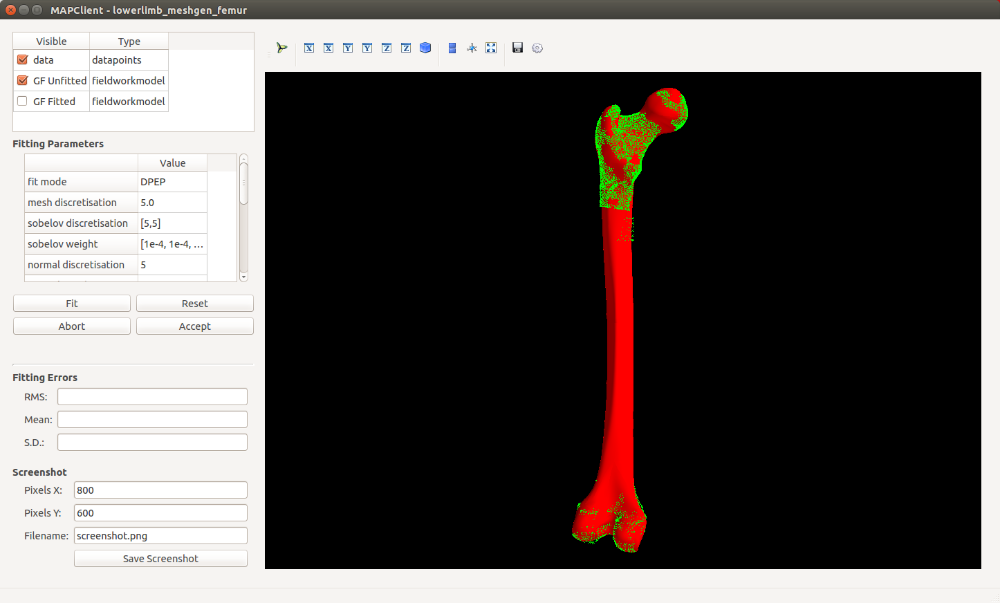 MAPClient - lowerlimb_meshgen_femur
Visible Type
data datapoints
GF Unfitted fieldworkmodel
GF Fitted fieldworkmodel
Fitting Parameters
Value
fit mode DPEP
mesh discretisation 5.0
sobelov discretisation [5,5]
sobelov weight [1e-4, 1e-4, ...
normal discretisation 5
Fit Reset
Abort Accept
Fitting Errors
RMS:
Mean:
S.D.:
Screenshot
Pixels X: 800
Pixels Y: 600
Filename: screenshot.png
Save Screenshot
X X Y Y Z Z